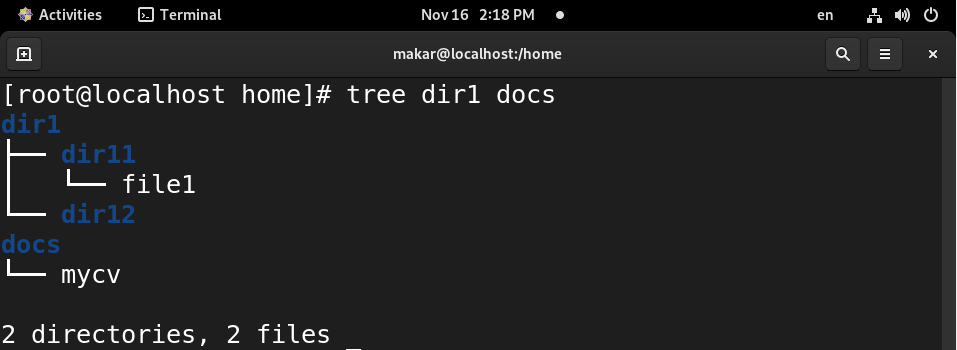 Activities Terminal Nov 16 2:18 PM en
makar@localhost:/home
[root@localhost home]# tree dir1 docs
dir1
├── dir11
│   └── file1
└── dir12
docs
└── mycv
2 directories, 2 files